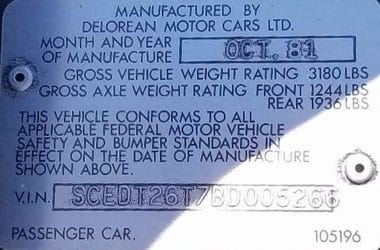 MANUFACTURED BY
DELOREAN MOTOR CARS LTD.
MONTH AND YEAR
OF MANUFACTURE OCT. 81
GROSS VEHICLE WEIGHT RATING 3180 LBS
GROSS AXLE WEIGHT RATING FRONT 1244 LBS
REAR 1936 LBS
THIS VEHICLE CONFORMS TO ALL
APPLICABLE FEDERAL MOTOR VEHICLE
SAFETY AND BUMPER STANDARDS IN
EFFECT ON THE DATE OF MANUFACTURE
SHOWN ABOVE.
V.I.N. SCEDT26T7BD005266
PASSENGER CAR. 105196